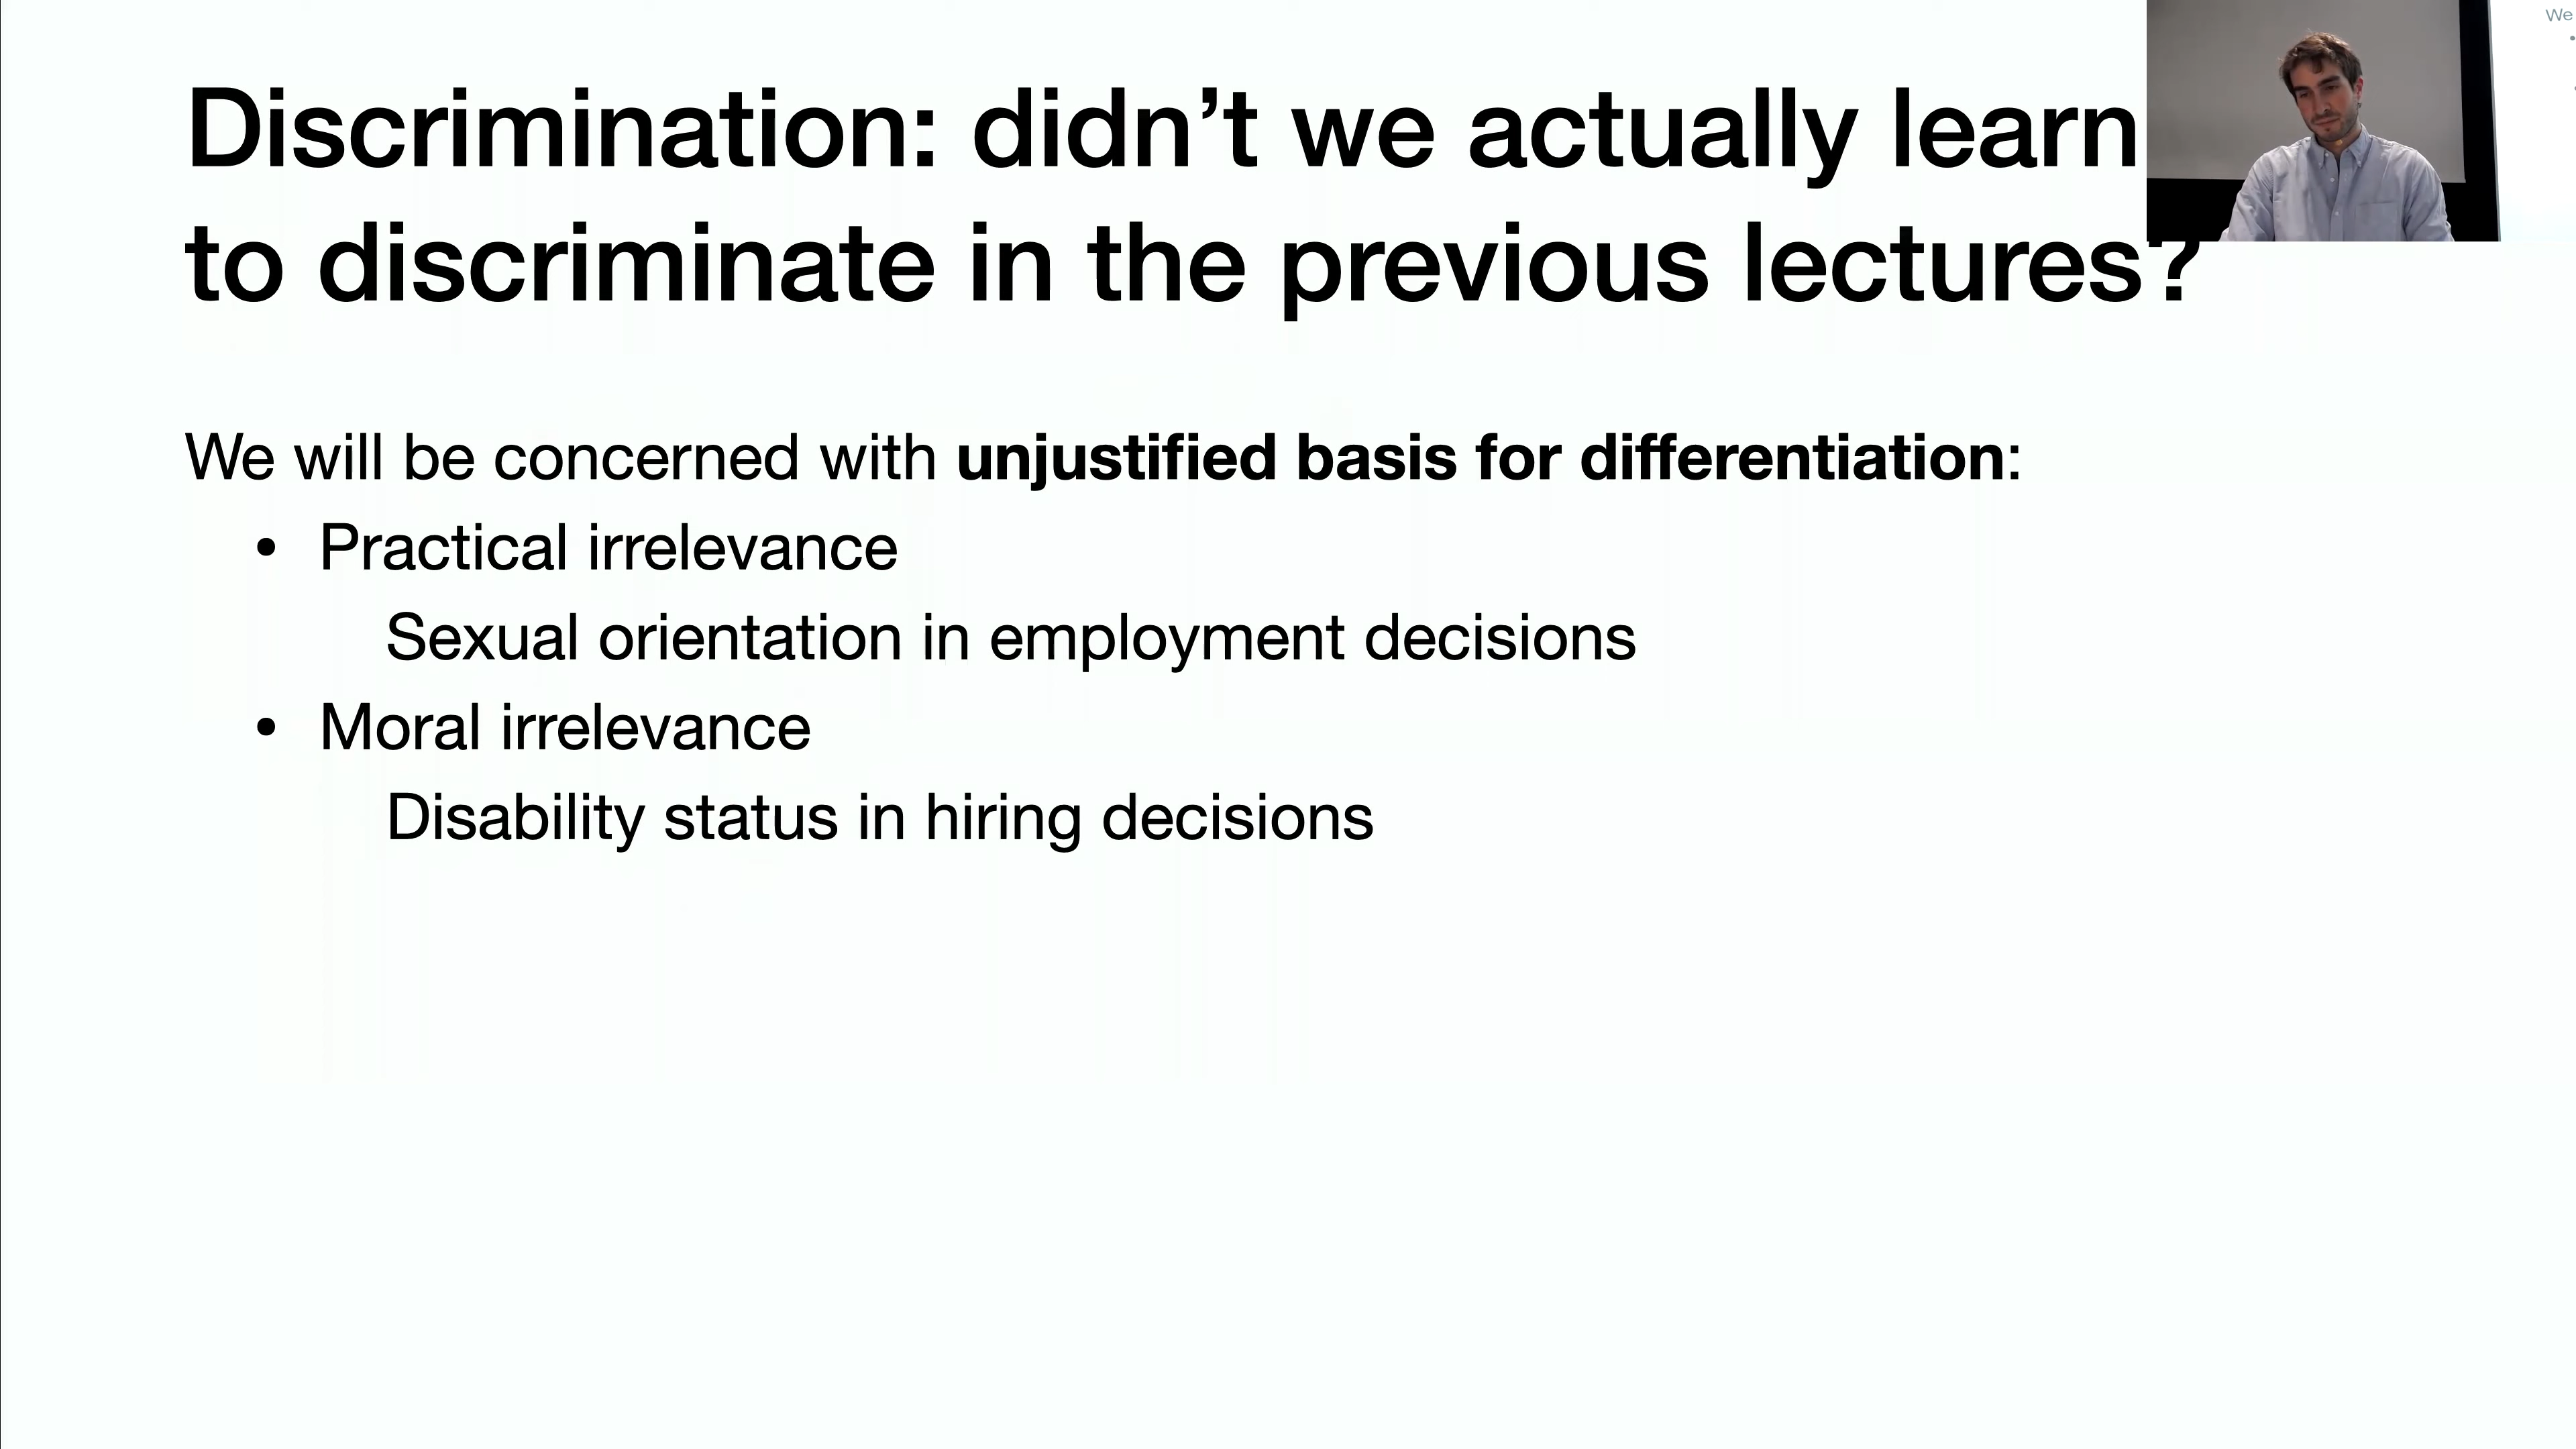 Discrimination: didn’t we actually learn
to discriminate in the previous lectures?
We
We will be concerned with unjustified basis for differentiation:
• Practical irrelevance
Sexual orientation in employment decisions
• Moral irrelevance
Disability status in hiring decisions